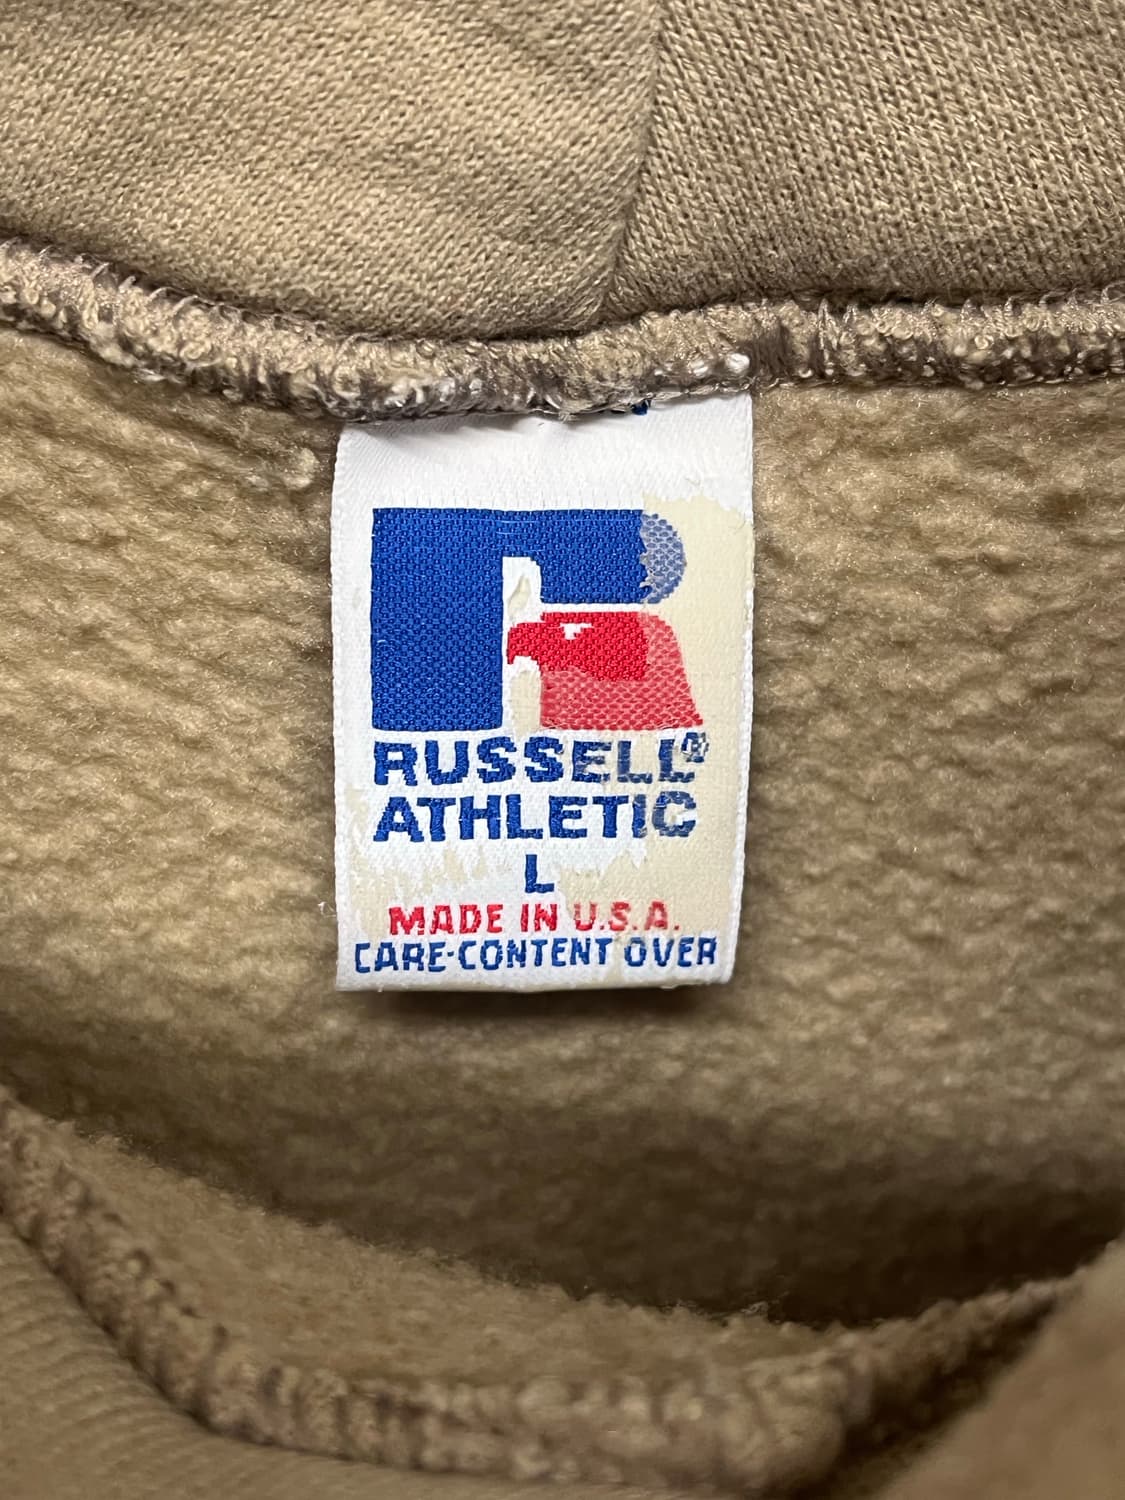 RUSSELL®
ATHLETIC
L
MADE IN U.S.A.
CARE-CONTENT OVER